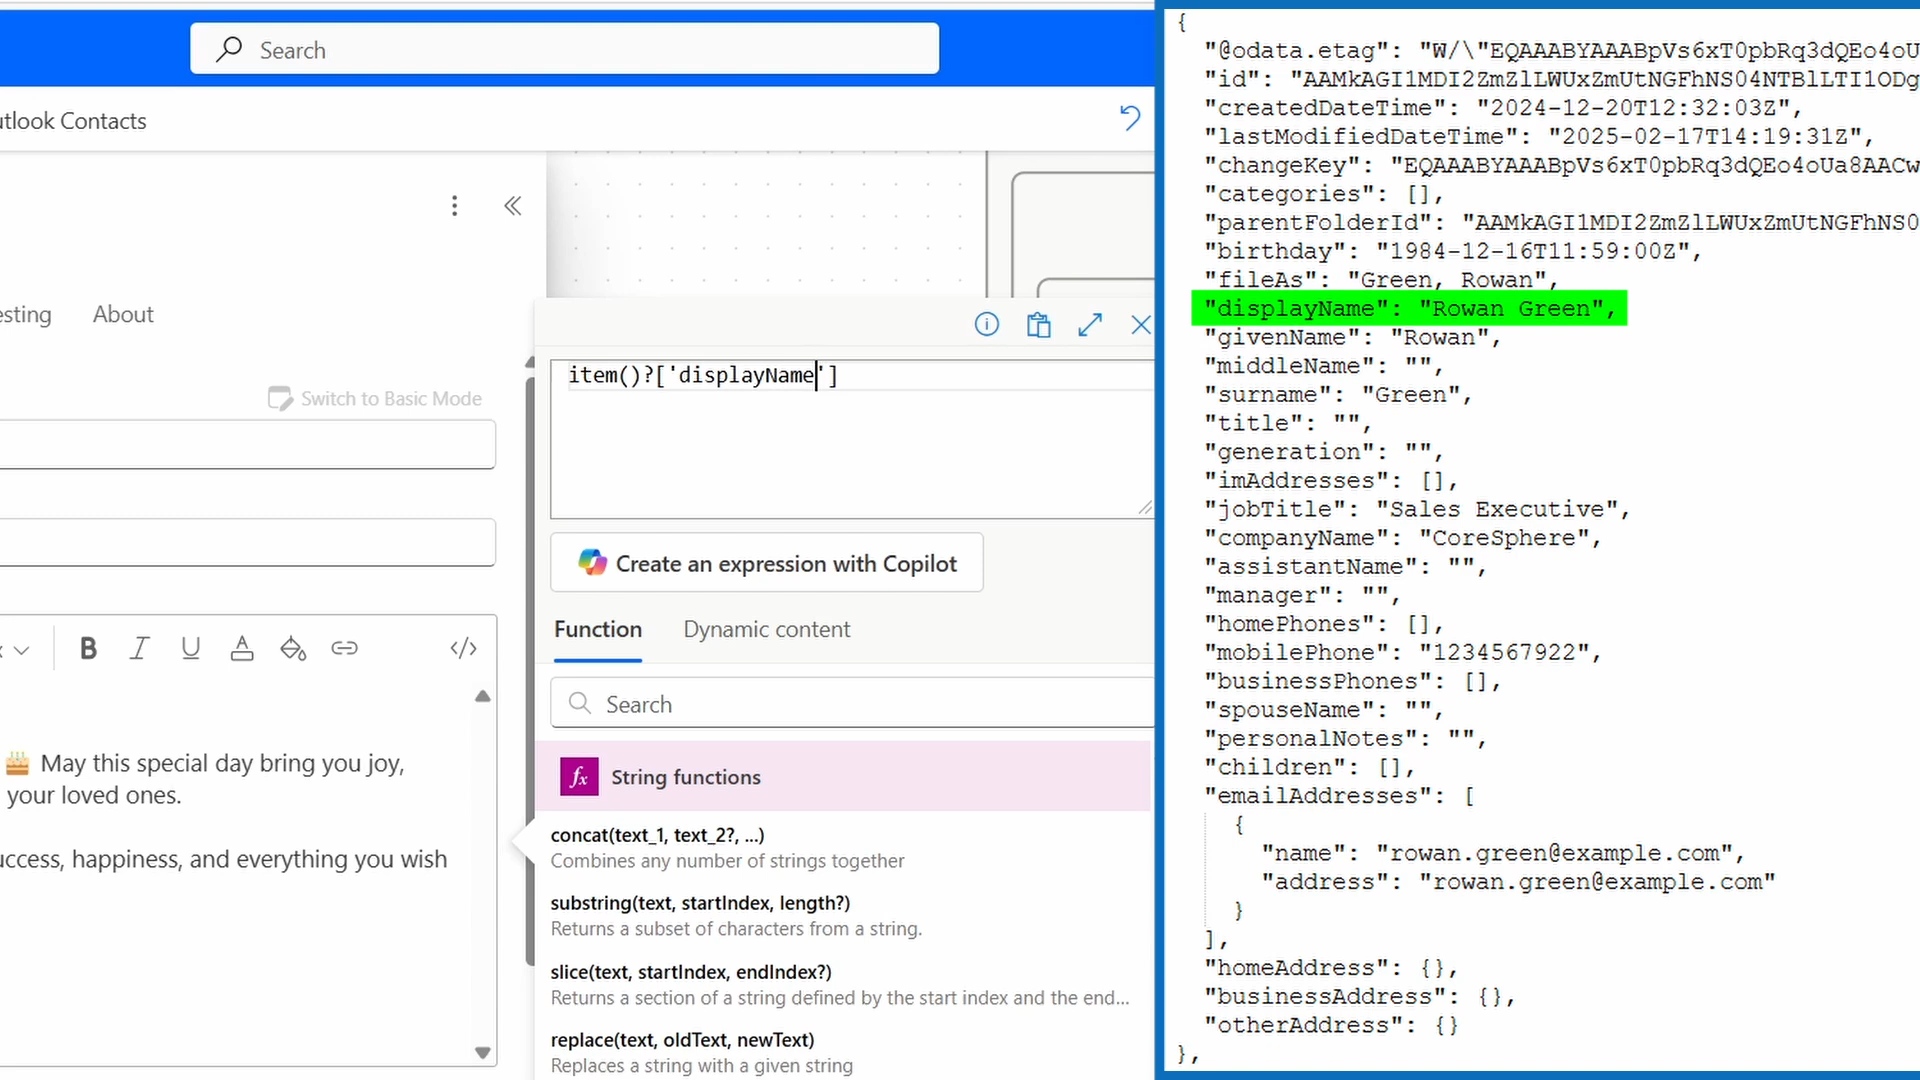 Search
utlook Contacts
esting
About
Switch to Basic Mode
🎂 May this special day bring you joy,
your loved ones.
uccess, happiness, and everything you wish
item()?['displayName']
Create an expression with Copilot
Function
Dynamic content
Search
fx String functions
concat(text_1, text_2?, ...)
Combines any number of strings together
substring(text, startIndex, length?)
Returns a subset of characters from a string.
slice(text, startIndex, endIndex?)
Returns a section of a string defined by the start index and the end...
replace(text, oldText, newText)
Replaces a string with a given string
{
"@odata.etag": "W/\"EQAAABYAAABpVs6xT0pbRq3dQEo4oU
"id": "AAMkAGI1MDI2ZmZlLWUxZmUtNGFhNS04NTBlLTI1ODg
"createdDateTime": "2024-12-20T12:32:03Z",
"lastModifiedDateTime": "2025-02-17T14:19:31Z",
"changeKey": "EQAAABYAAABpVs6xT0pbRq3dQEo4oUa8AACw
"categories": [],
"parentFolderId": "AAMkAGI1MDI2ZmZlLWUxZmUtNGFhNS0
"birthday": "1984-12-16T11:59:00Z",
"fileAs": "Green, Rowan",
"displayName": "Rowan Green",
"givenName": "Rowan",
"middleName": "",
"surname": "Green",
"title": "",
"generation": "",
"imAddresses": [],
"jobTitle": "Sales Executive",
"companyName": "CoreSphere",
"assistantName": "",
"manager": "",
"homePhones": [],
"mobilePhone": "1234567922",
"businessPhones": [],
"spouseName": "",
"personalNotes": "",
"children": [],
"emailAddresses": [
{
"name": "rowan.green@example.com",
"address": "rowan.green@example.com"
}
],
"homeAddress": {},
"businessAddress": {},
"otherAddress": {}
},